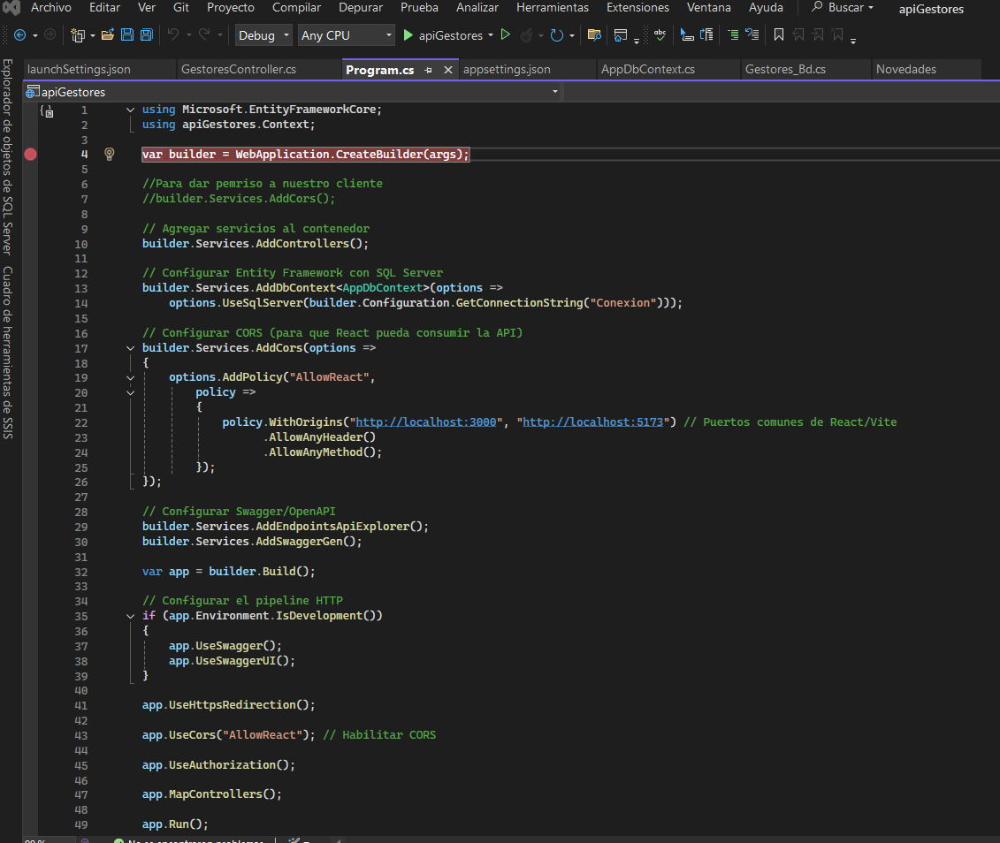 Archivo Editar Ver Git Proyecto Compilar Depurar Prueba Analizar Herramientas Extensiones Ventana Ayuda Buscar apiGestores
Debug Any CPU apiGestores
launchSettings.json GestoresController.cs Program.cs appsettings.json AppDbContext.cs Gestores_Bd.cs Novedades
apiGestores
Explorador de objetos de SQL Server
Cuadro de herramientas de SSIS
1 using Microsoft.EntityFrameworkCore;
2 using apiGestores.Context;
3
4 var builder = WebApplication.CreateBuilder(args);
5
6 //Para dar pemriso a nuestro cliente
7 //builder.Services.AddCors();
8
9 // Agregar servicios al contenedor
10 builder.Services.AddControllers();
11
12 // Configurar Entity Framework con SQL Server
13 builder.Services.AddDbContext<AppDbContext>(options =>
14 options.UseSqlServer(builder.Configuration.GetConnectionString("Conexion")));
15
16 // Configurar CORS (para que React pueda consumir la API)
17 builder.Services.AddCors(options =>
18 {
19 options.AddPolicy("AllowReact",
20 policy =>
21 {
22 policy.WithOrigins("http://localhost:3000", "http://localhost:5173") // Puertos comunes de React/Vite
23 .AllowAnyHeader()
24 .AllowAnyMethod();
25 });
26 });
27
28 // Configurar Swagger/OpenAPI
29 builder.Services.AddEndpointsApiExplorer();
30 builder.Services.AddSwaggerGen();
31
32 var app = builder.Build();
33
34 // Configurar el pipeline HTTP
35 if (app.Environment.IsDevelopment())
36 {
37 app.UseSwagger();
38 app.UseSwaggerUI();
39 }
40
41 app.UseHttpsRedirection();
42
43 app.UseCors("AllowReact"); // Habilitar CORS
44
45 app.UseAuthorization();
46
47 app.MapControllers();
48
49 app.Run();
No se encontraron problemas